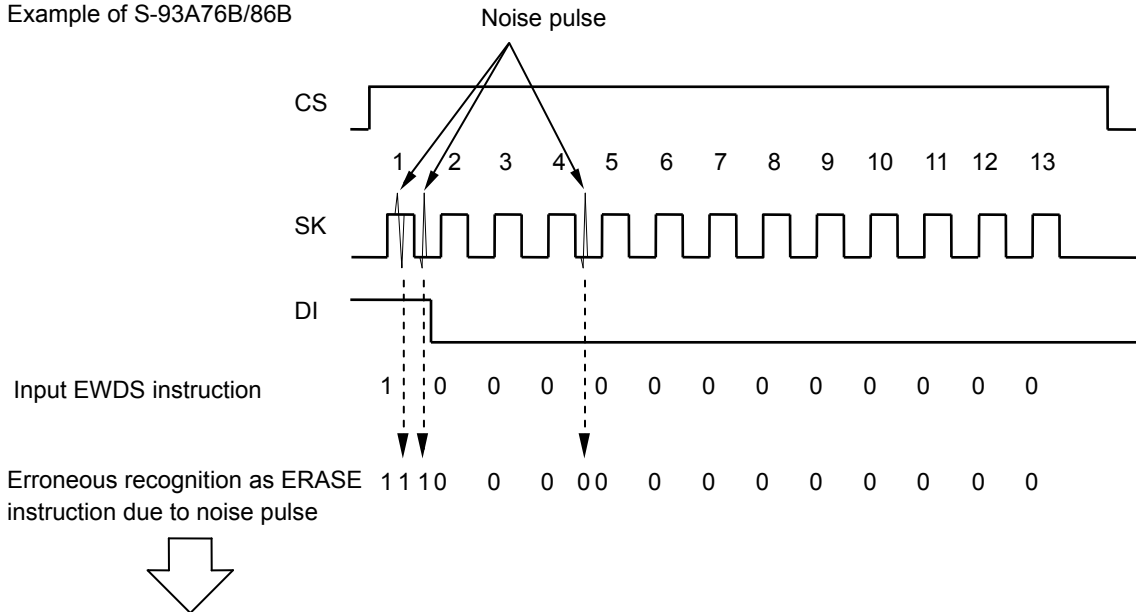 Example of S-93A76B/86B
Noise pulse
CS
1 2 3 4 5 6 7 8 9 10 11 12 13
SK
DI
Input EWDS instruction 1 0 0 0 0 0 0 0 0 0 0 0 0
Erroneous recognition as ERASE 1 1 1 0 0 0 0 0 0 0 0 0 0 0 0 0
instruction due to noise pulse